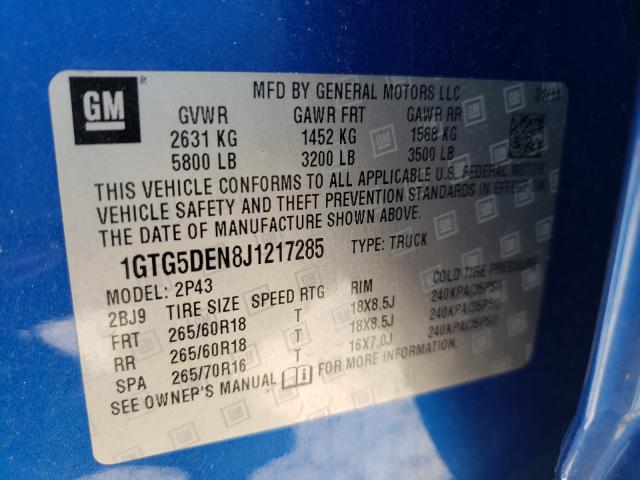 GM
MFD BY GENERAL MOTORS LLC
GVWR GAWR FRT GAWR RR
2631 KG 1452 KG 1588 KG
5800 LB 3200 LB 3500 LB
THIS VEHICLE CONFORMS TO ALL APPLICABLE U.S. FEDERAL MOTOR
VEHICLE SAFETY AND THEFT PREVENTION STANDARDS IN EFFECT ON
THE DATE OF MANUFACTURE SHOWN ABOVE.
1GTG5DEN8J1217285 TYPE: TRUCK
MODEL: 2P43
2BJ9 TIRE SIZE SPEED RTG RIM
FRT 265/60R18 T 18X8.5J 240KPA(35PSI)
RR 265/60R18 T 18X8.5J 240KPA(35PSI)
SPA 265/70R16 T 16X7.0J 240KPA(35PSI)
SEE OWNER'S MANUAL FOR MORE INFORMATION.